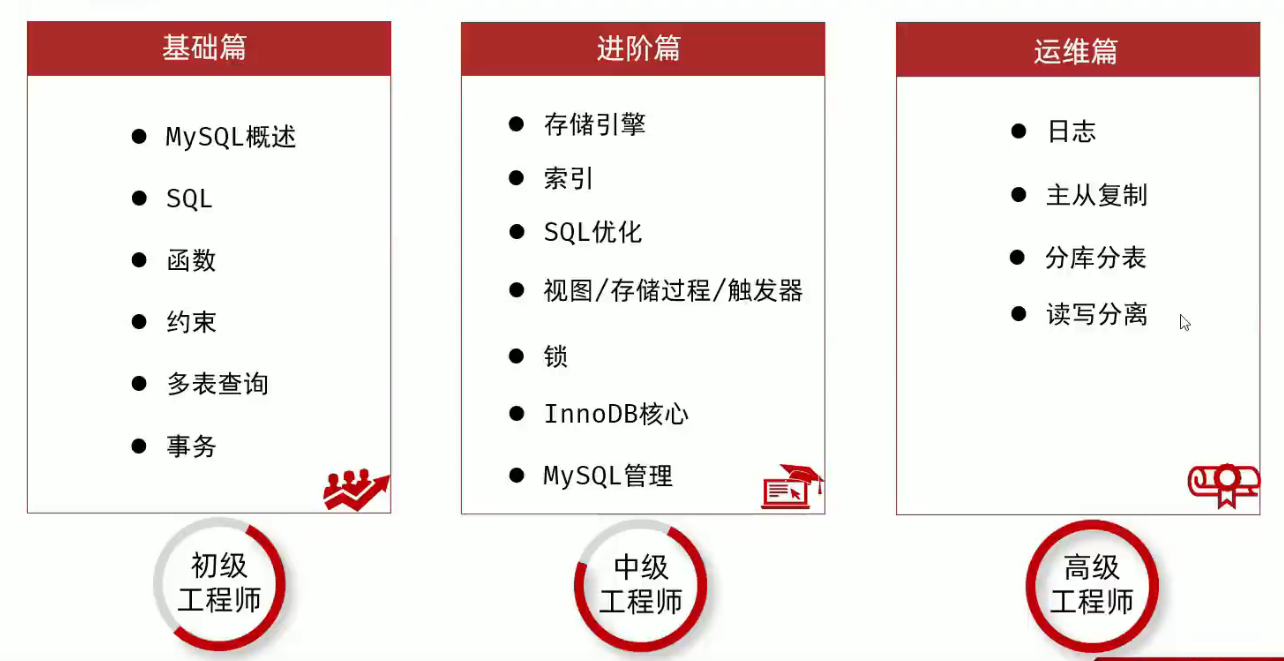 基础篇
MySQL概述
SQL
函数
约束
多表查询
事务
初级
工程师
进阶篇
存储引擎
索引
SQL优化
视图/存储过程/触发器
锁
InnoDB核心
MySQL管理
中级
工程师
运维篇
日志
主从复制
分库分表
读写分离
高级
工程师